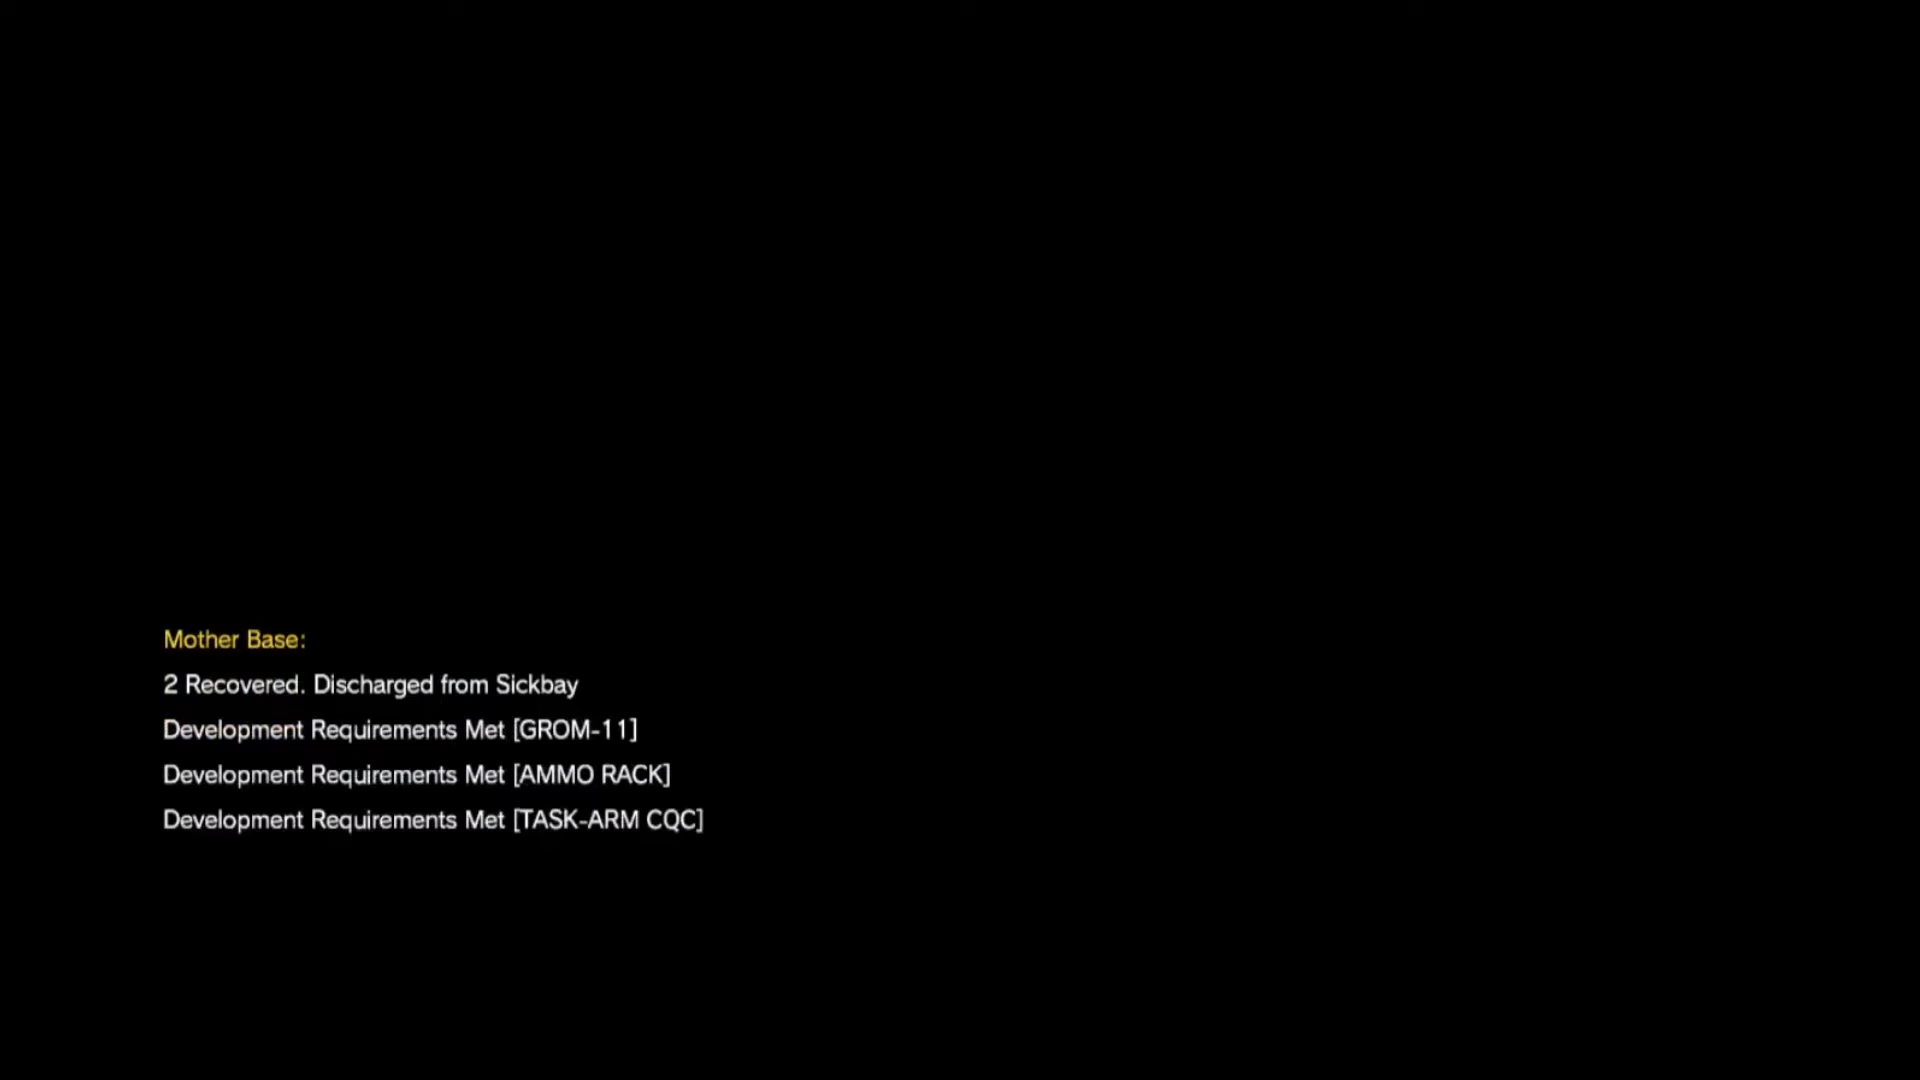 Mother Base:
2 Recovered. Discharged from Sickbay
Development Requirements Met [GROM-11]
Development Requirements Met [AMMO RACK]
Development Requirements Met [TASK-ARM CQC]